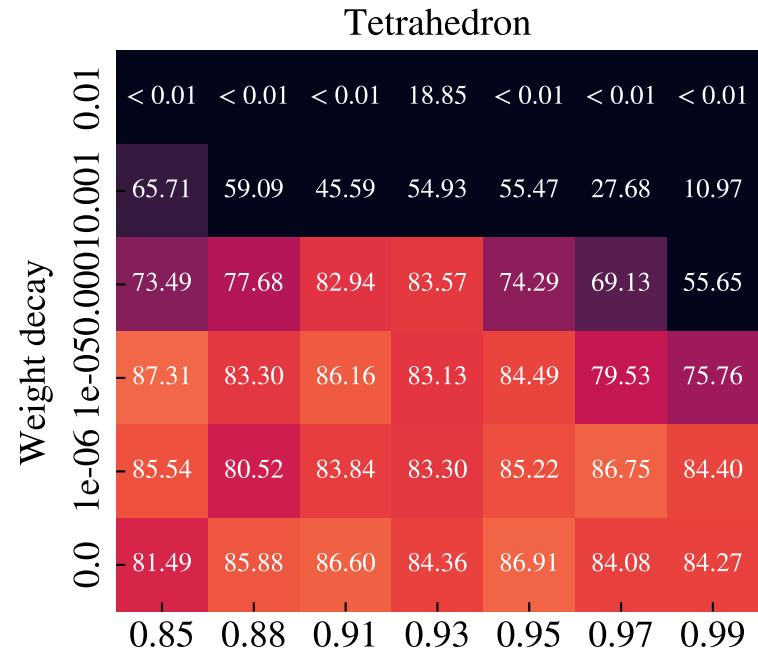 Tetrahedron
Weight decay
0.01 < 0.01 < 0.01 < 0.01 18.85 < 0.01 < 0.01 < 0.01
0.001 65.71 59.09 45.59 54.93 55.47 27.68 10.97
0.0001 73.49 77.68 82.94 83.57 74.29 69.13 55.65
1e-05 87.31 83.30 86.16 83.13 84.49 79.53 75.76
1e-06 85.54 80.52 83.84 83.30 85.22 86.75 84.40
0.0 81.49 85.88 86.60 84.36 86.91 84.08 84.27
0.85 0.88 0.91 0.93 0.95 0.97 0.99